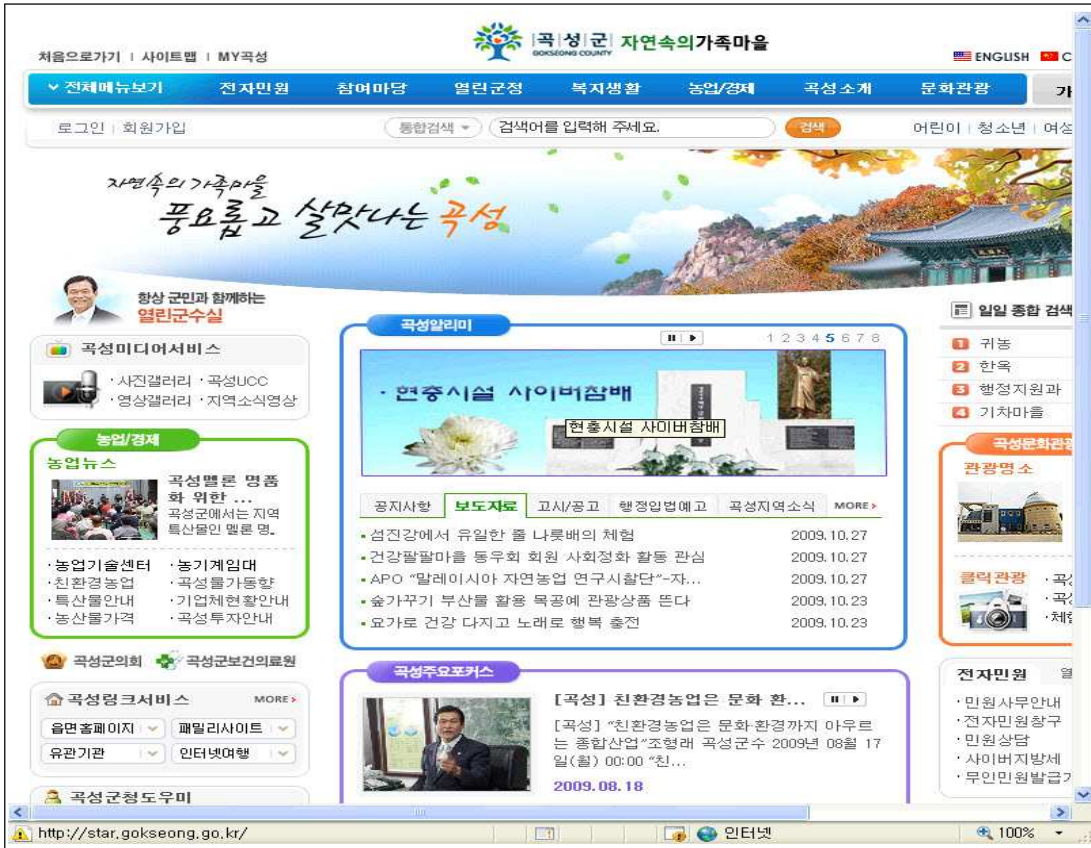 곡성군 자연속의가족마을
GOKSEONG COUNTY
처음으로가기 | 사이트맵 | MY곡성
ENGLISH C
전체메뉴보기 전자민원 참여마당 열린군정 복지생활 농업/경제 곡성소개 문화관광 가
로그인 | 회원가입 통합검색 검색어를 입력해 주세요. 검색 어린이 | 청소년 | 여성
자연속의 가족마을
풍요롭고 살맛나는 곡성
항상 군민과 함께하는
열린군수실
곡성미디어서비스
·사진갤러리 ·곡성UCC
·영상갤러리 ·지역소식영상
농업/경제
농업뉴스
곡성멜론 명품
화 위한 ...
곡성군에서는 지역
특산물인 멜론 명.
·농업기술센터 ·농기계임대
·친환경농업 ·곡성물가동향
·특산물안내 ·기업체현황안내
·농산물가격 ·곡성투자안내
곡성군의회 곡성군보건의료원
곡성링크서비스 MORE
읍면홈페이지 패밀리사이트
유관기관 인터넷여행
곡성군청도우미
곡성알리미
1 2 3 4 5 6 7 8
· 현충시설 사이버참배
현충시설 사이버참배
공지사항 보도자료 고시/공고 행정입법예고 곡성지역소식 MORE
섬진강에서 유일한 줄 나룻배의 체험 2009.10.27
건강팔팔마을 동우회 회원 사회정화 활동 관심 2009.10.27
APO “말레이시아 자연농업 연구시찰단”-자... 2009.10.27
숲가꾸기 부산물 활용 목공예 관광상품 뜬다 2009.10.23
요가로 건강 다지고 노래로 행복 충전 2009.10.23
곡성주요포커스
[곡성] 친환경농업은 문화 환...
[곡성] “친환경농업은 문화·환경까지 아우르
는 종합산업”조형래 곡성군수 2009년 08월 17
일(월) 00:00 “친...
2009.08.18
일일 종합 검색
1 귀농
2 한옥
3 행정지원과
4 기차마을
곡성문화관광
관광명소
클릭관광 ·곡성
·곡성
·체험
전자민원 열
·민원사무안내
·전자민원창구
·민원상담
·사이버지방세
·무인민원발급기
http://star.gokseong.go.kr/ 인터넷 100%